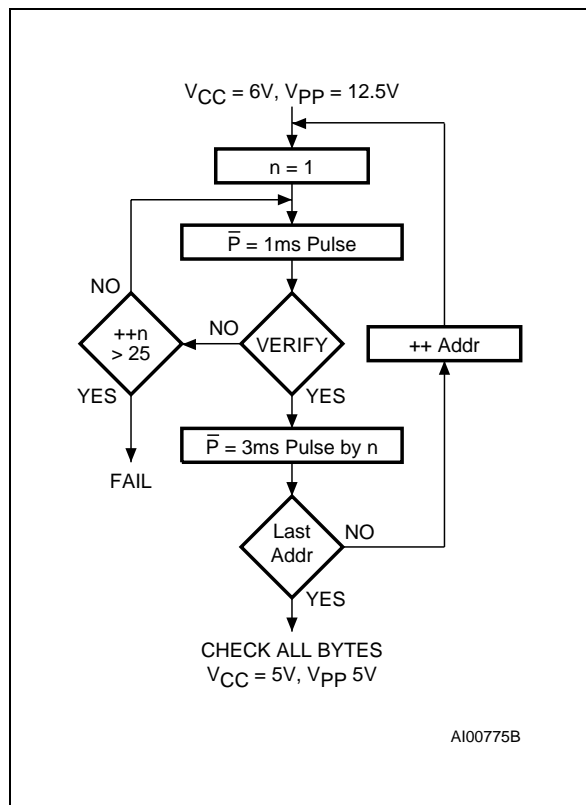 VCC = 6V, VPP = 12.5V
n = 1
P̅ = 1ms Pulse
NO
++n
> 25
NO
VERIFY
++ Addr
YES
YES
P̅ = 3ms Pulse by n
FAIL
Last
Addr
NO
YES
CHECK ALL BYTES
VCC = 5V, VPP 5V
AI00775B